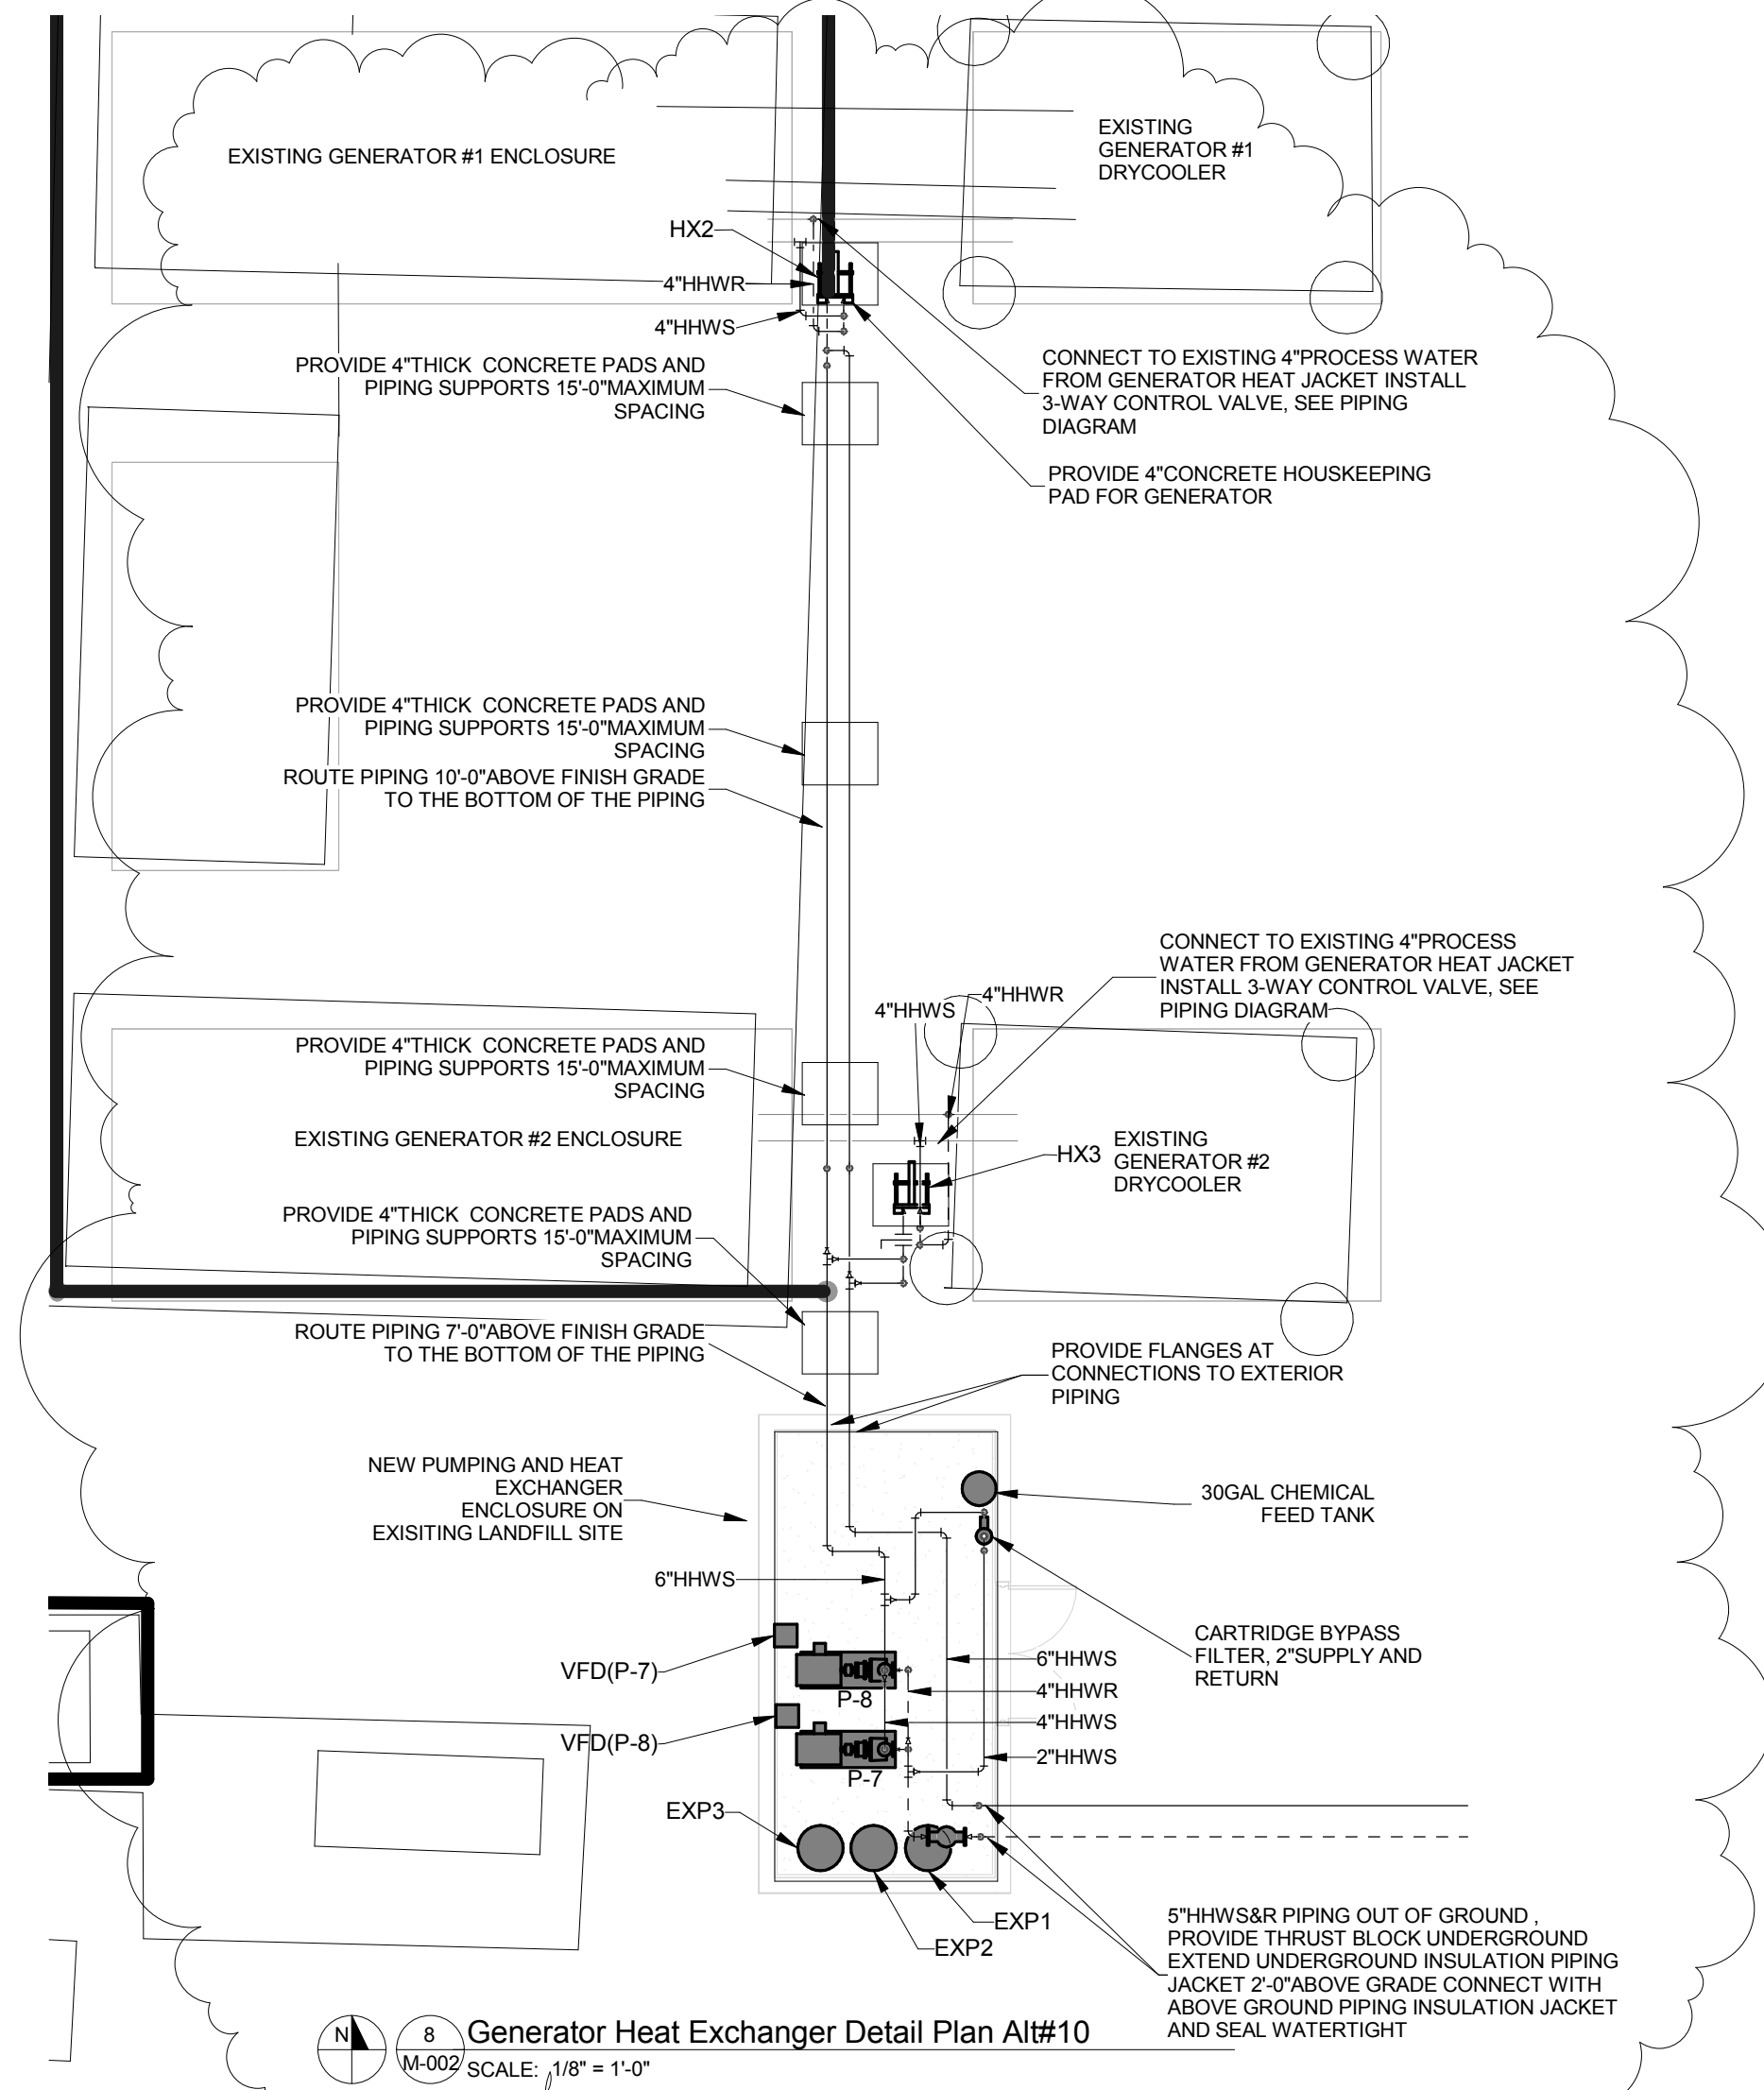 EXISTING GENERATOR #1 ENCLOSURE
EXISTING
GENERATOR #1
DRYCOOLER
HX2
4"HHWR
4"HHWS
PROVIDE 4"THICK CONCRETE PADS AND
PIPING SUPPORTS 15'-0"MAXIMUM
SPACING
CONNECT TO EXISTING 4"PROCESS WATER
FROM GENERATOR HEAT JACKET INSTALL
3-WAY CONTROL VALVE, SEE PIPING
DIAGRAM
PROVIDE 4"CONCRETE HOUSKEEPING
PAD FOR GENERATOR
PROVIDE 4"THICK CONCRETE PADS AND
PIPING SUPPORTS 15'-0"MAXIMUM
SPACING
ROUTE PIPING 10'-0"ABOVE FINISH GRADE
TO THE BOTTOM OF THE PIPING
CONNECT TO EXISTING 4"PROCESS
WATER FROM GENERATOR HEAT JACKET
INSTALL 3-WAY CONTROL VALVE, SEE
PIPING DIAGRAM
4"HHWR
4"HHWS
PROVIDE 4"THICK CONCRETE PADS AND
PIPING SUPPORTS 15'-0"MAXIMUM
SPACING
EXISTING GENERATOR #2 ENCLOSURE
HX3
EXISTING
GENERATOR #2
DRYCOOLER
PROVIDE 4"THICK CONCRETE PADS AND
PIPING SUPPORTS 15'-0"MAXIMUM
SPACING
ROUTE PIPING 7'-0"ABOVE FINISH GRADE
TO THE BOTTOM OF THE PIPING
PROVIDE FLANGES AT
CONNECTIONS TO EXTERIOR
PIPING
NEW PUMPING AND HEAT
EXCHANGER
ENCLOSURE ON
EXISITING LANDFILL SITE
30GAL CHEMICAL
FEED TANK
6"HHWS
CARTRIDGE BYPASS
FILTER, 2"SUPPLY AND
RETURN
VFD(P-7)
6"HHWS
4"HHWR
P-8
4"HHWS
VFD(P-8)
2"HHWS
P-7
EXP3
EXP1
EXP2
5"HHWS&R PIPING OUT OF GROUND ,
PROVIDE THRUST BLOCK UNDERGROUND
EXTEND UNDERGROUND INSULATION PIPING
JACKET 2'-0"ABOVE GRADE CONNECT WITH
ABOVE GROUND PIPING INSULATION JACKET
AND SEAL WATERTIGHT
N
8
M-002
Generator Heat Exchanger Detail Plan Alt#10
SCALE: 1/8" = 1'-0"